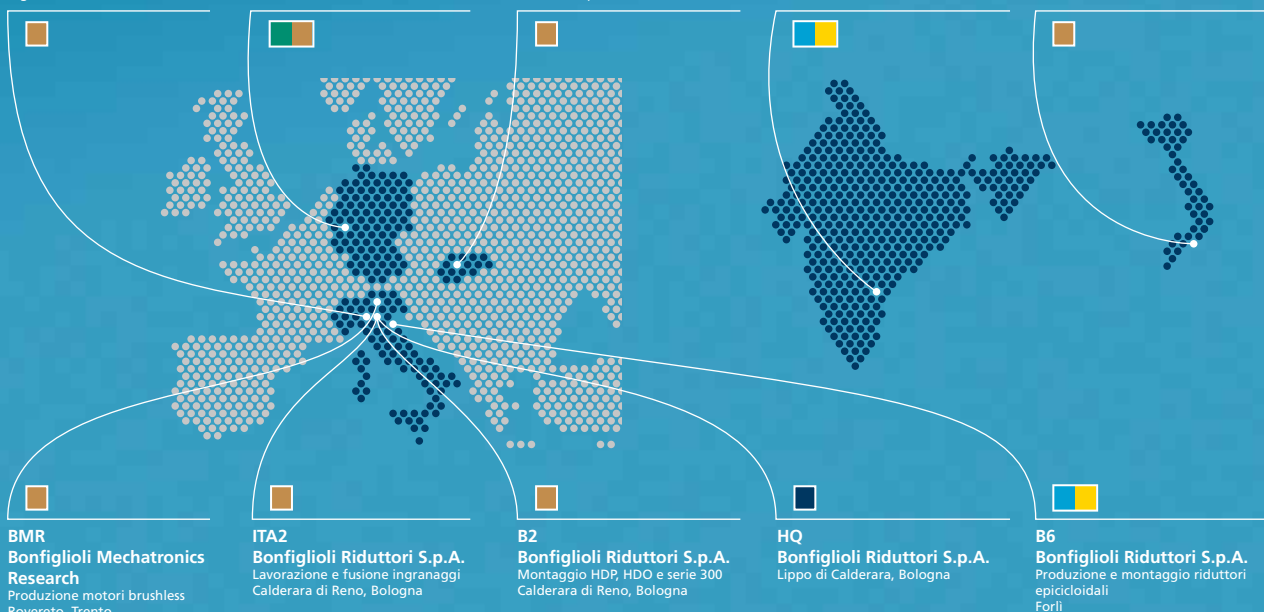 BMR
Bonfiglioli Mechatronics
Research
Produzione motori brushless
Rovereto, Trento
ITA2
Bonfiglioli Riduttori S.p.A.
Lavorazione e fusione ingranaggi
Calderara di Reno, Bologna
B2
Bonfiglioli Riduttori S.p.A.
Montaggio HDP, HDO e serie 300
Calderara di Reno, Bologna
HQ
Bonfiglioli Riduttori S.p.A.
Lippo di Calderara, Bologna
B6
Bonfiglioli Riduttori S.p.A.
Produzione e montaggio riduttori
epicicloidali
Forlì